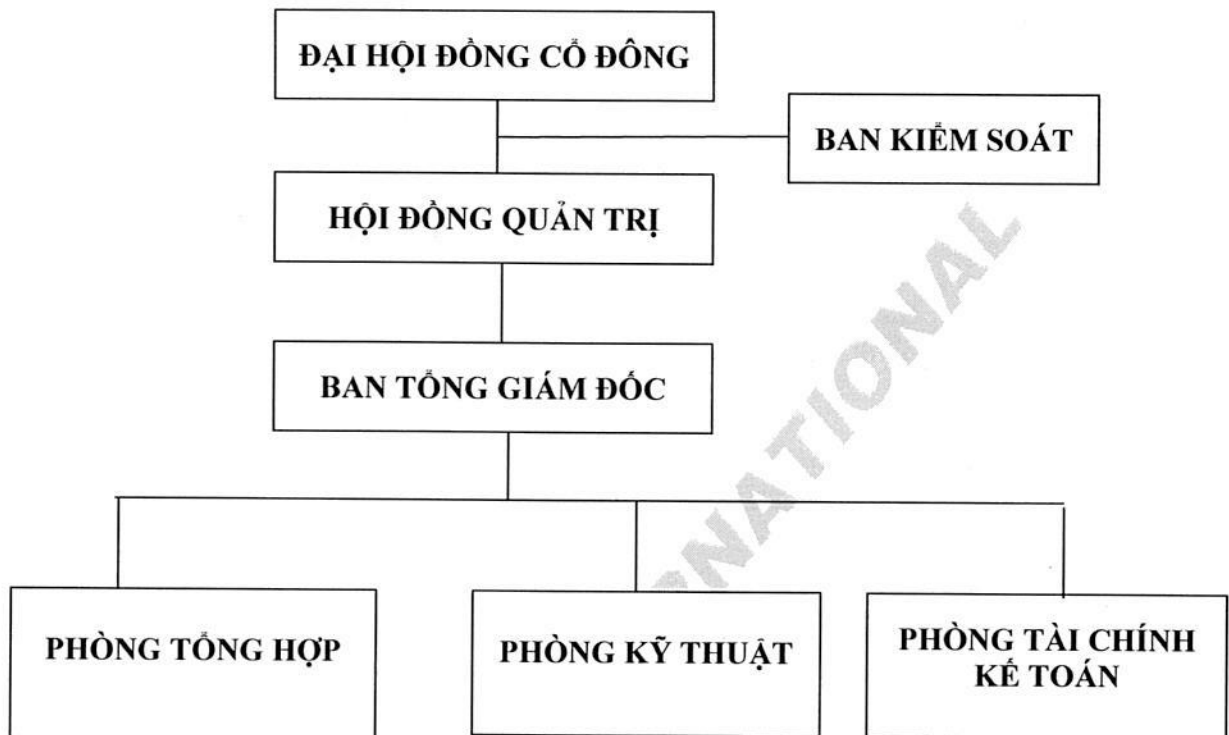 ĐẠI HỘI ĐỒNG CỔ ĐÔNG
BAN KIỂM SOÁT
HỘI ĐỒNG QUẢN TRỊ
BAN TỔNG GIÁM ĐỐC
PHÒNG TỔNG HỢP
PHÒNG KỸ THUẬT
PHÒNG TÀI CHÍNH
KẾ TOÁN